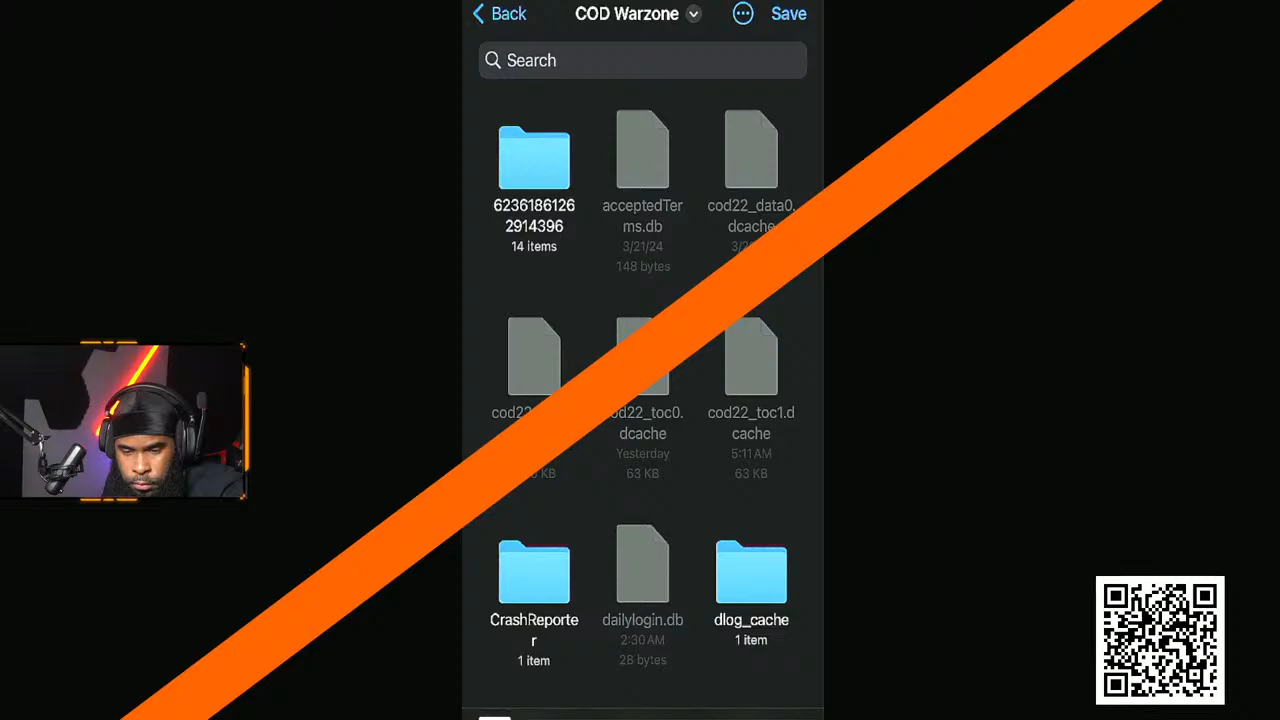 Back
COD Warzone
Save
Search
6236186126
2914396
14 items
acceptedTer
ms.db
3/21/24
148 bytes
cod22_data0.
dcache
cod22_toc0.
dcache
Yesterday
63 KB
cod22_toc1.d
cache
5:11 AM
63 KB
CrashReporte
r
1 item
dailylogin.db
2:30 AM
28 bytes
dlog_cache
1 item